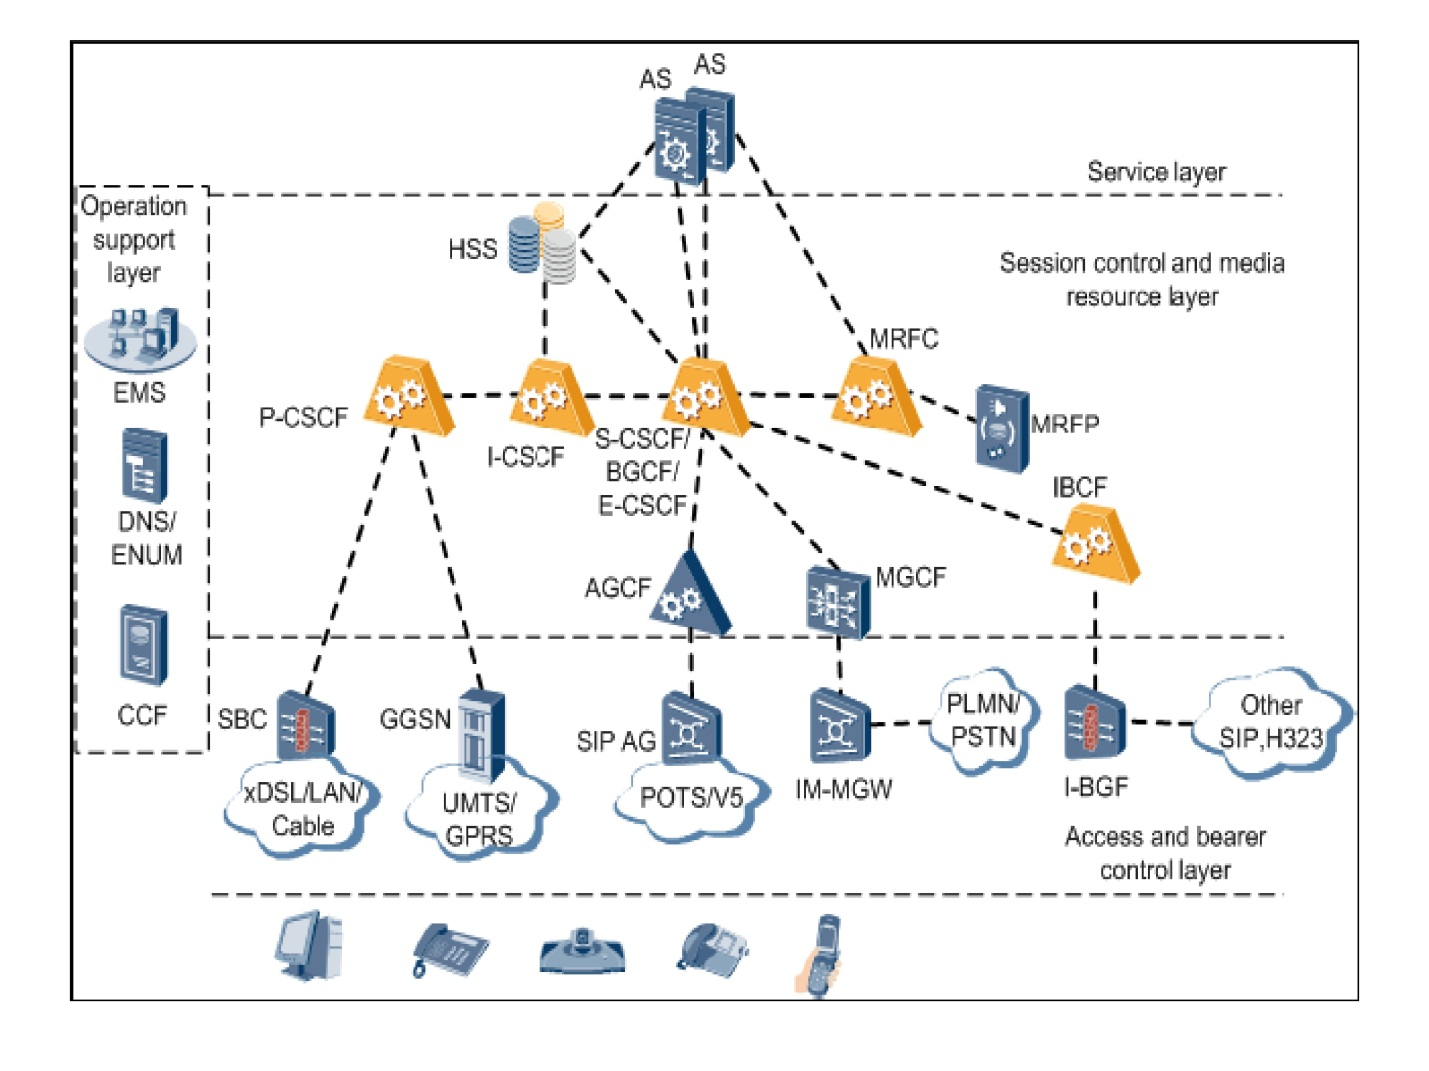 AS
AS
Service layer
Operation
support
layer
HSS
Session control and media
resource layer
EMS
MRFC
P-CSCF
I-CSCF
S-CSCF/
BGCF/
E-CSCF
MRFP
IBCF
DNS/
ENUM
AGCF
MGCF
CCF
SBC
GGSN
SIP AG
IM-MGW
PLMN/
PSTN
I-BGF
Other
SIP,H323
xDSL/LAN/
Cable
UMTS/
GPRS
POTS/V5
Access and bearer
control layer